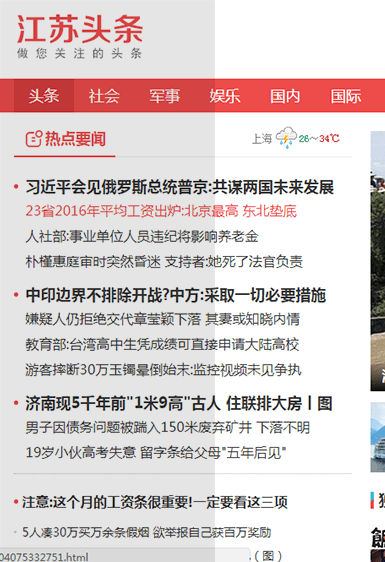 江苏头条
做您关注的头条
头条 社会 军事 娱乐 国内 国际
热点要闻 上海 26～34℃
习近平会见俄罗斯总统普京:共谋两国未来发展
23省2016年平均工资出炉:北京最高 东北垫底
人社部:事业单位人员违纪将影响养老金
朴槿惠庭审时突然昏迷 支持者:她死了法官负责
中印边界不排除开战?中方:采取一切必要措施
嫌疑人仍拒绝交代章莹颖下落 其妻或知晓内情
教育部:台湾高中生凭成绩可直接申请大陆高校
游客摔断30万玉镯晕倒始末:监控视频未见争执
济南现5千年前"1米9高"古人 住联排大房丨图
男子因债务问题被踹入150米废弃矿井 下落不明
19岁小伙高考失意 留字条给父母"五年后见"
注意:这个月的工资条很重要!一定要看这三项
5人凑30万买万余条假烟 欲举报自己获百万奖励
04075332751.html
(图)